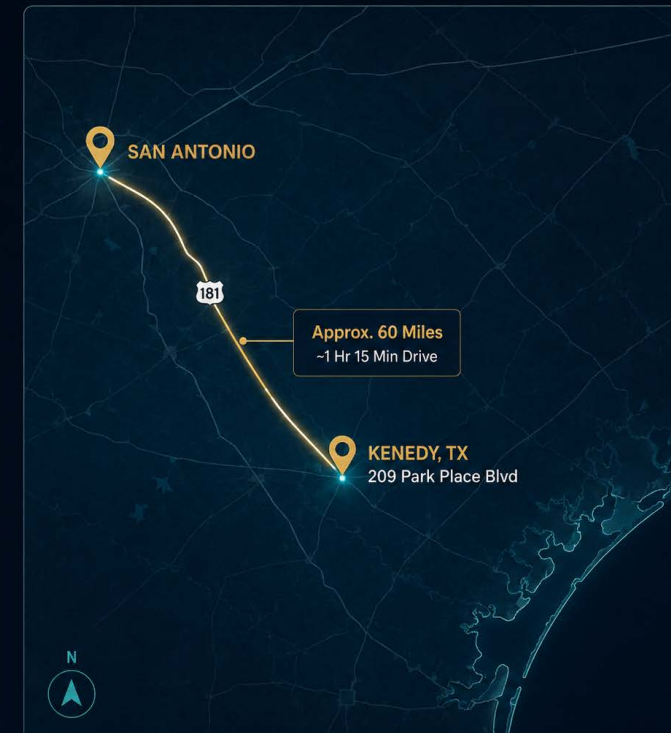 SAN ANTONIO
181
Approx. 60 Miles
~1 Hr 15 Min Drive
KENEDY, TX
209 Park Place Blvd
N